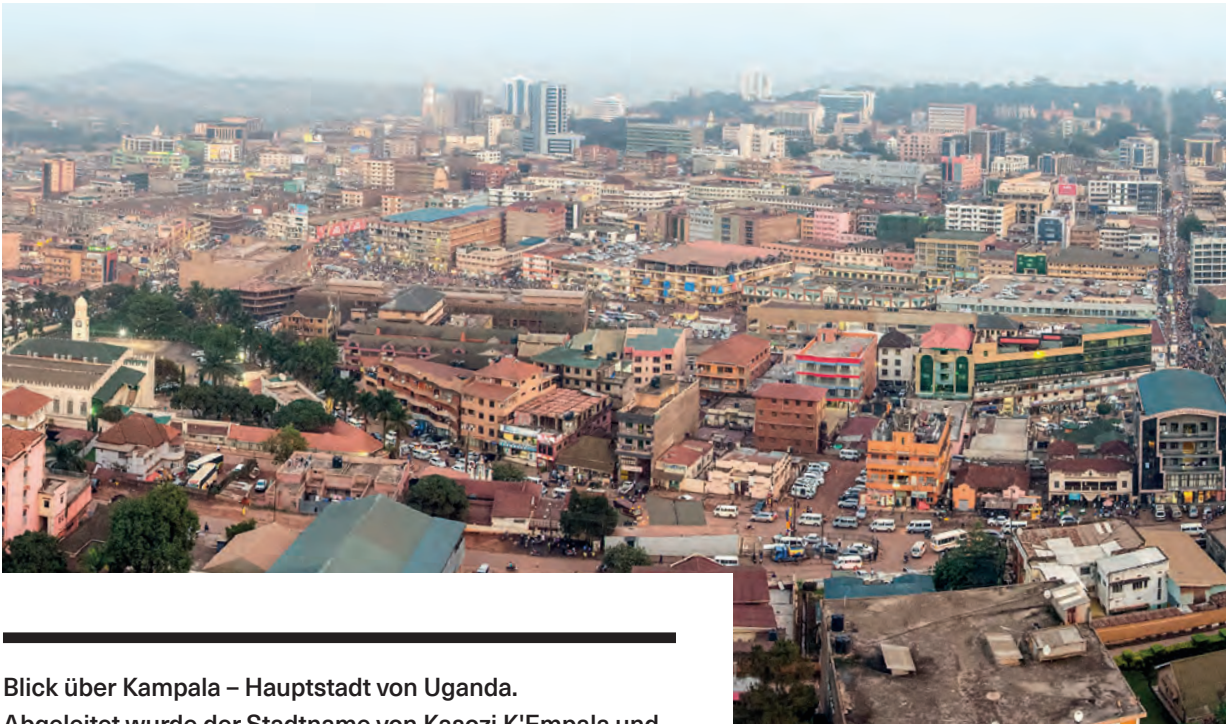 Blick über Kampala – Hauptstadt von Uganda.
Abgeleitet wurde der Stadtname von Kasozi K'Empala und